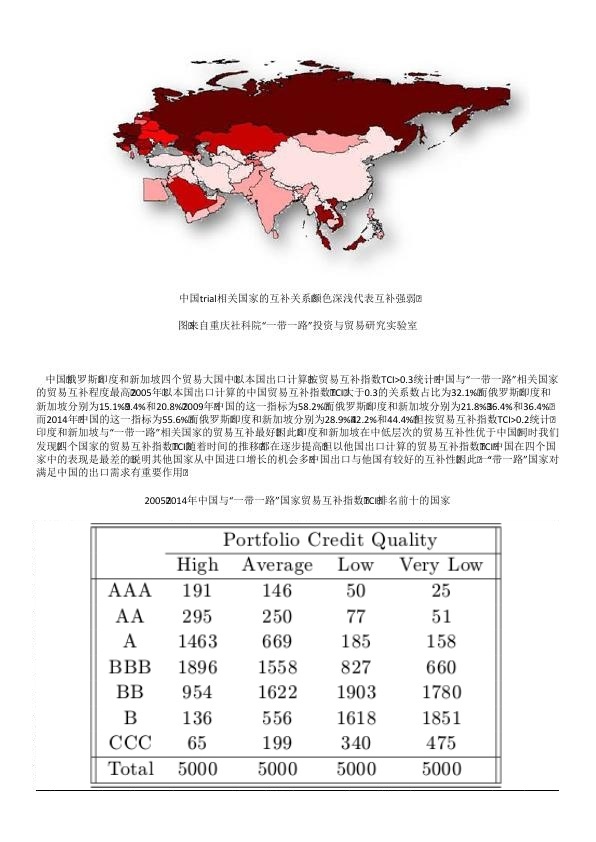 中国trial相关国家的互补关系颜色深浅代表互补强弱
图来自重庆社科院“一带一路”投资与贸易研究实验室
中国俄罗斯印度和新加坡四个贸易大国中以本国出口计算按贸易互补指数TCI>0.3统计中国与“一带一路”相关国家
的贸易互补程度最高2005年以本国出口计算的中国贸易互补指数TCI大于0.3的关系数占比为32.1%而俄罗斯印度和
新加坡分别为15.1%9.4%和20.8%2009年中国的这一指标为58.2%而俄罗斯印度和新加坡分别为21.8%36.4%和36.4%
而2014年中国的这一指标为55.6%而俄罗斯印度和新加坡分别为28.9%42.2%和44.4%但按贸易互补指数TCI>0.2统计
印度和新加坡与“一带一路”相关国家的贸易互补最好因此印度和新加坡在中低层次的贸易互补性优于中国同时我们
发现四个国家的贸易互补指数TCI随着时间的推移都在逐步提高但以他国出口计算的贸易互补指数TCI中国在四个国
家中的表现是最差的说明其他国家从中国进口增长的机会多中国出口与他国有较好的互补性因此一“带一路”国家对
满足中国的出口需求有重要作用
20052014年中国与“一带一路”国家贸易互补指数TCI排名前十的国家
Portfolio Credit Quality
High Average Low Very Low
AAA 191 146 50 25
AA 295 250 77 51
A 1463 669 185 158
BBB 1896 1558 827 660
BB 954 1622 1903 1780
B 136 556 1618 1851
CCC 65 199 340 475
Total 5000 5000 5000 5000